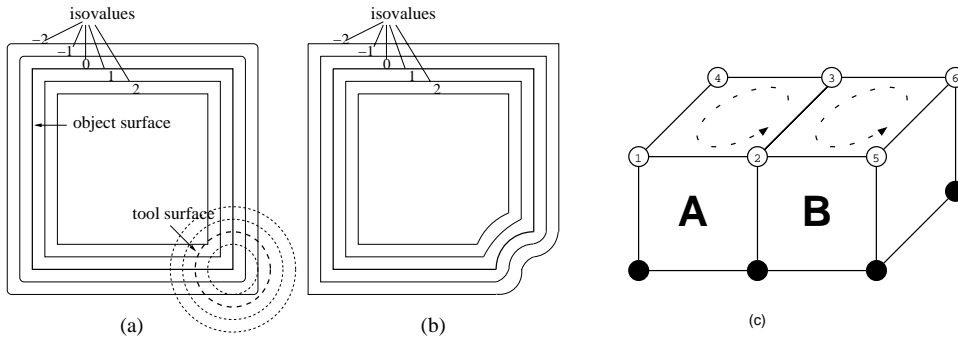 isovalues
−2
−1
0
1
2
object surface
tool surface
(a)
isovalues
−2
−1
0
1
2
(b)
4
3
6
1
2
5
A
B
(c)